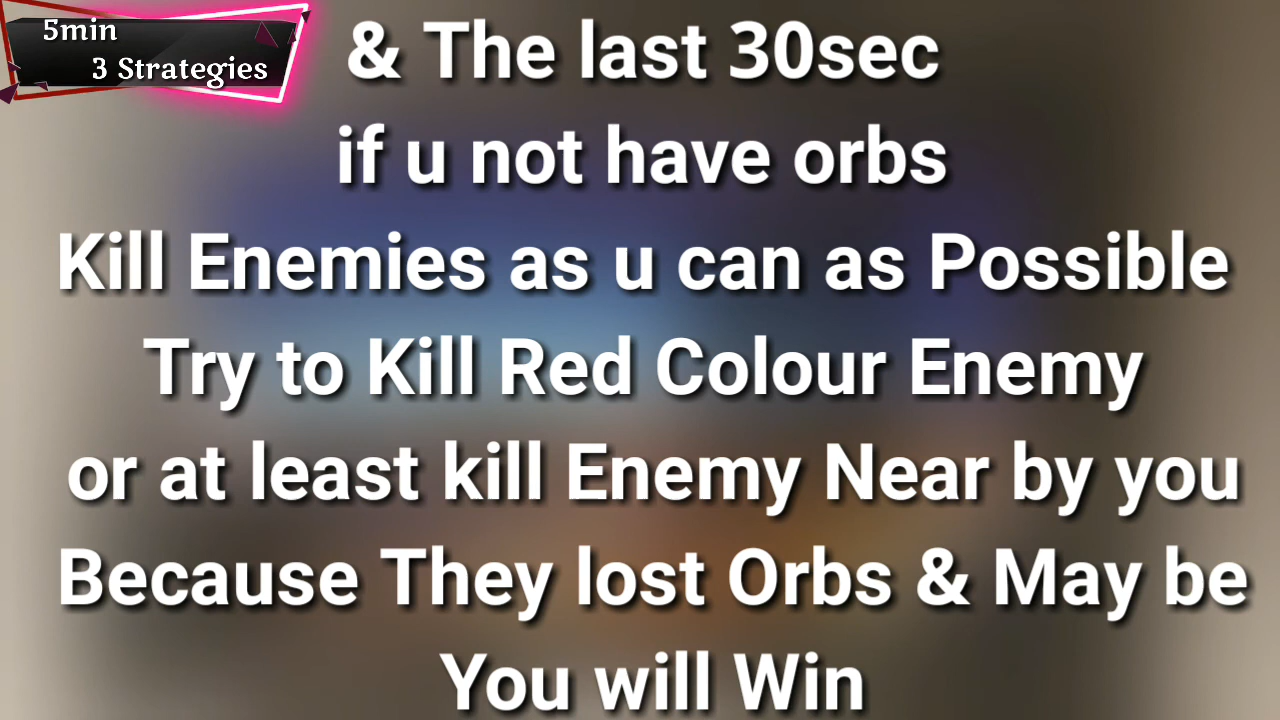 5min
3 Strategies
& The last 30sec
if u not have orbs
Kill Enemies as u can as Possible
Try to Kill Red Colour Enemy
or at least kill Enemy Near by you
Because They lost Orbs & May be
You will Win